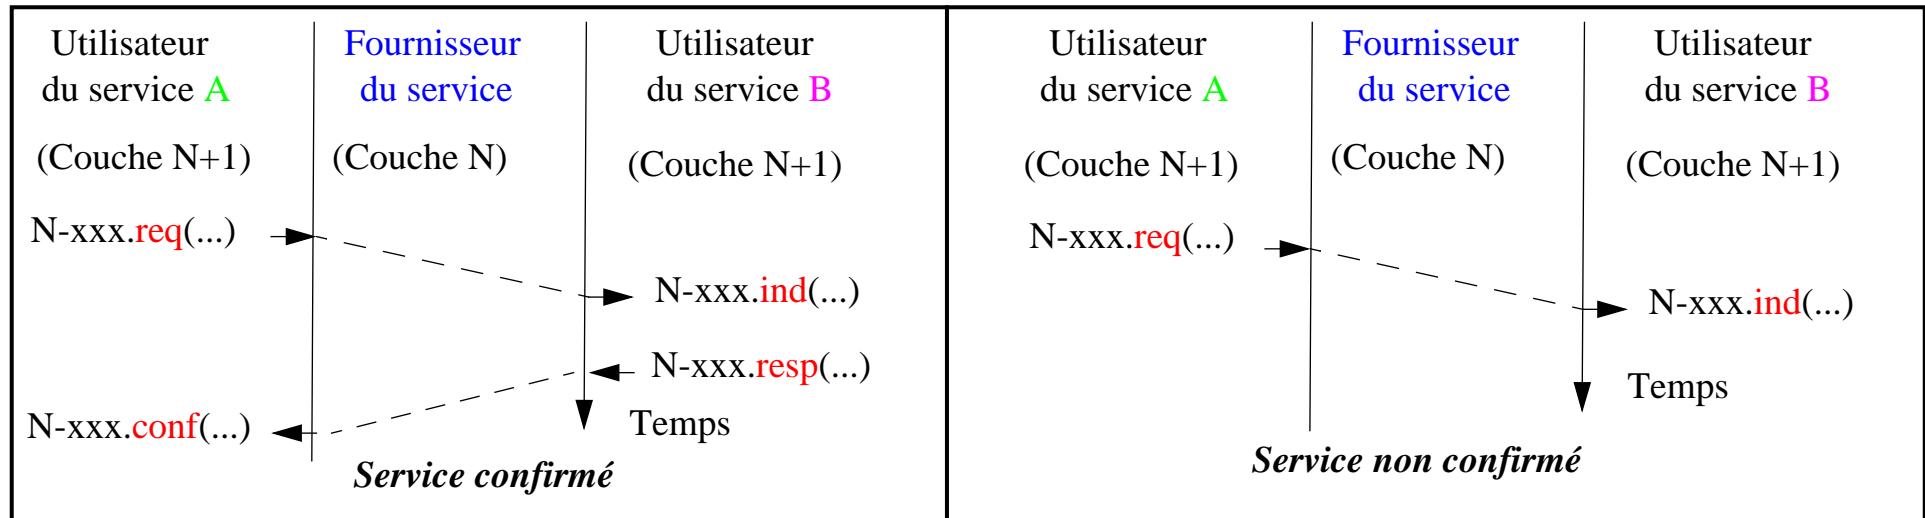 Utilisateur
du service A
(Couche N+1)
Fournisseur
du service
(Couche N)
Utilisateur
du service B
(Couche N+1)
N-xxx.req(...)
N-xxx.ind(...)
N-xxx.resp(...)
N-xxx.conf(...)
Temps
Service confirmé
Utilisateur
du service A
(Couche N+1)
Fournisseur
du service
(Couche N)
Utilisateur
du service B
(Couche N+1)
N-xxx.req(...)
N-xxx.ind(...)
Temps
Service non confirmé